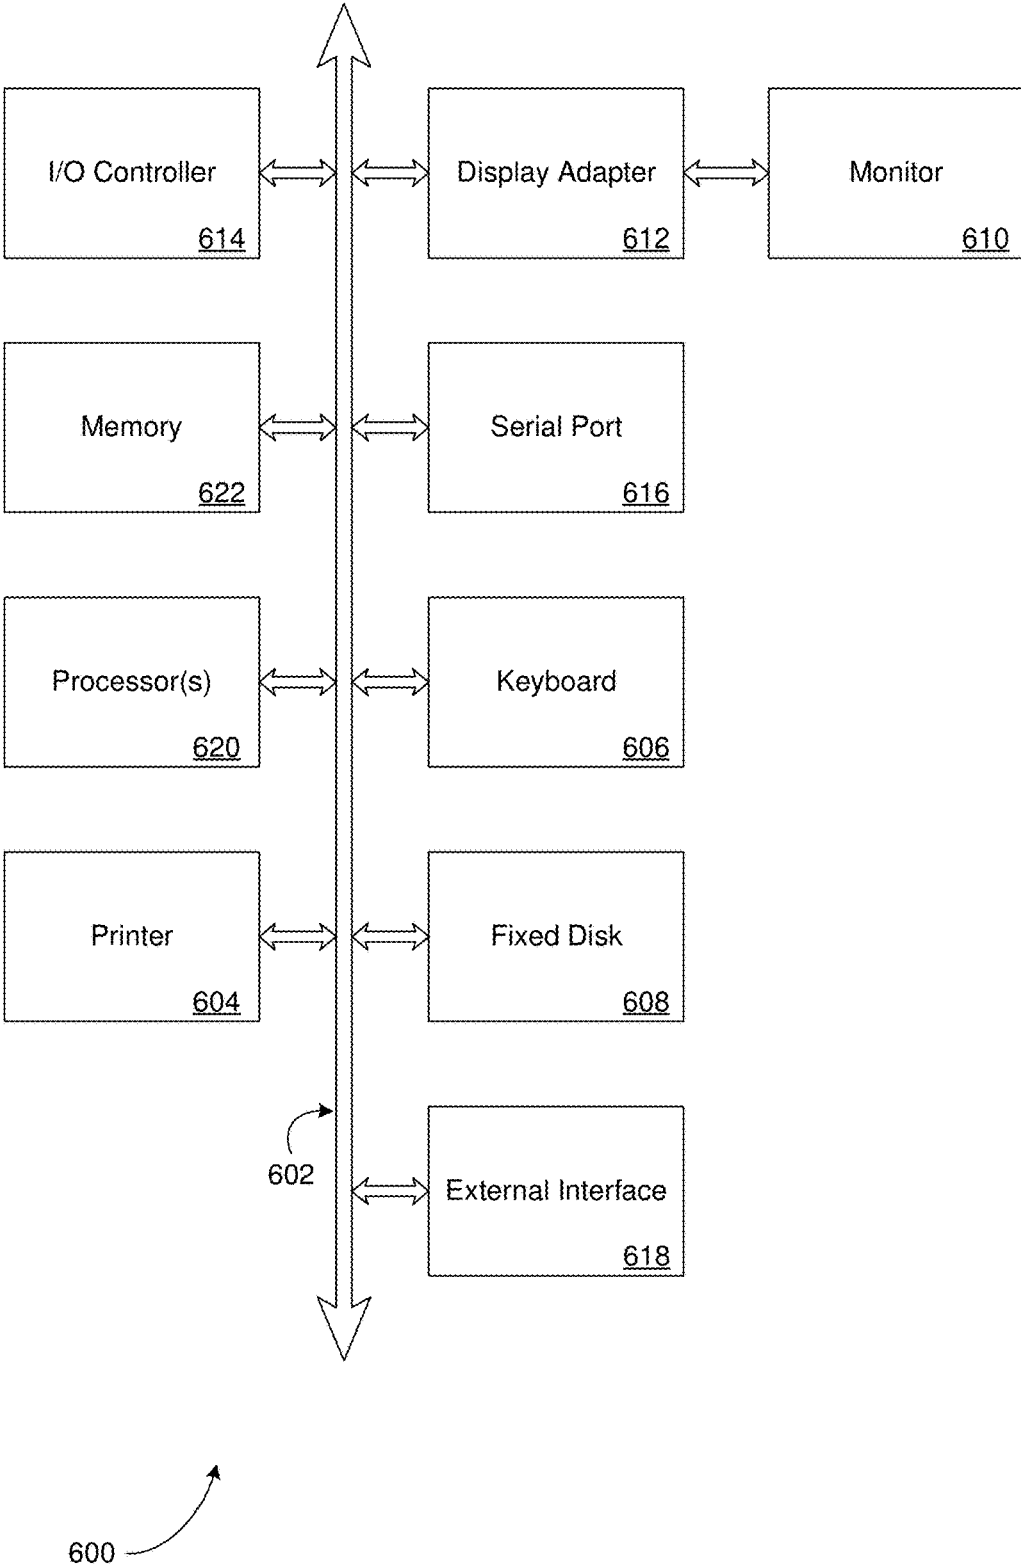 I/O Controller
614
Display Adapter
612
Monitor
610
Memory
622
Serial Port
616
Processor(s)
620
Keyboard
606
Printer
604
Fixed Disk
608
602
External Interface
618
600